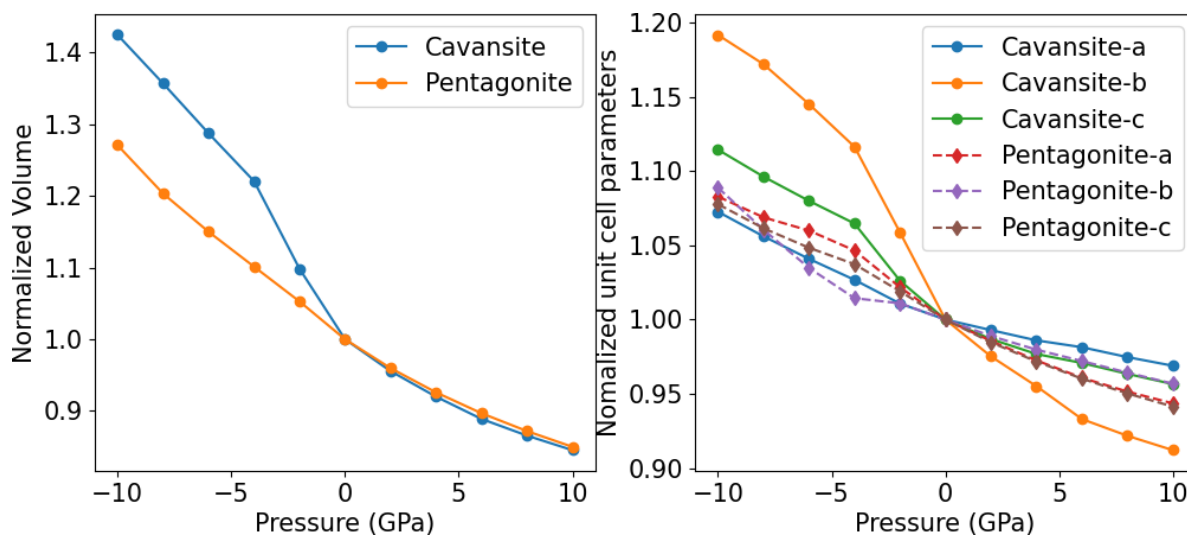 1.4
1.3
1.2
1.1
1.0
0.9
Normalized Volume
Cavansite
Pentagonite
−10
−5
0
5
10
Pressure (GPa)
1.20
1.15
1.10
1.05
1.00
0.95
0.90
Nomalized unit cell parameters
Cavansite-a
Cavansite-b
Cavansite-c
Pentagonite-a
Pentagonite-b
Pentagonite-c
−10
−5
0
5
10
Pressure (GPa)